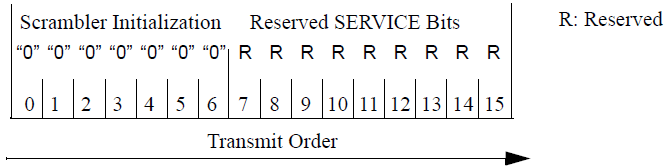 Scrambler Initialization Reserved SERVICE Bits R: Reserved
“0” “0” “0” “0” “0” “0” “0” R R R R R R R R R
0 1 2 3 4 5 6 7 8 9 10 11 12 13 14 15
Transmit Order